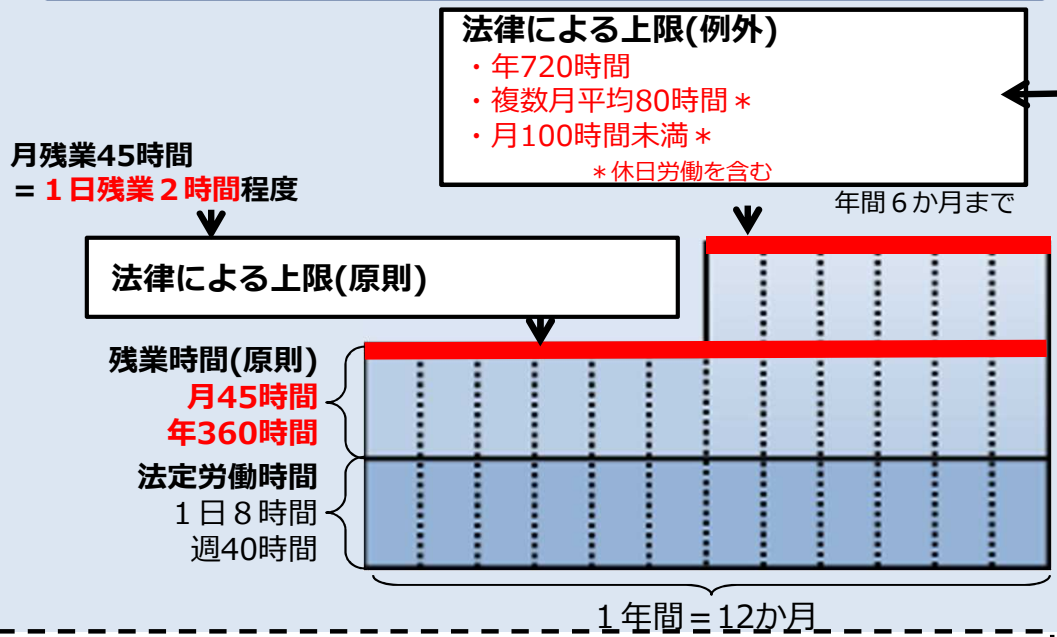 法律による上限(例外)
・年720時間
・複数月平均80時間＊
・月100時間未満＊
＊休日労働を含む
月残業45時間
=１日残業２時間程度
年間６か月まで
法律による上限(原則)
残業時間(原則)
月45時間
年360時間
法定労働時間
１日８時間
週40時間
１年間＝12か月